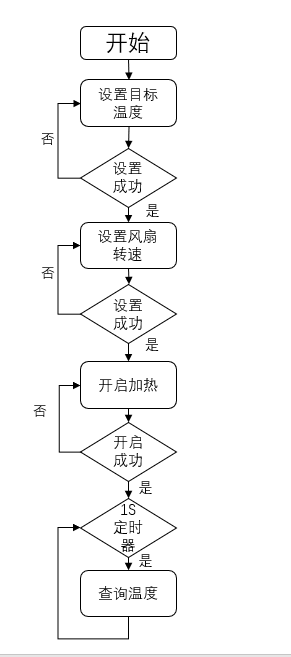 开始
设置目标
温度
否
设置
成功
是
设置风扇
转速
否
设置
成功
是
开启加热
否
开启
成功
是
1S
定时
器
是
查询温度